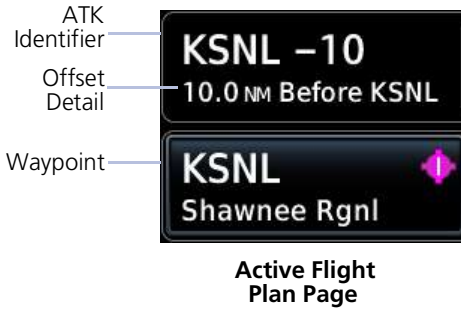 ATK
Identifier
KSNL –10
Offset
Detail
10.0 NM Before KSNL
Waypoint
KSNL
Shawnee Rgnl
Active Flight
Plan Page